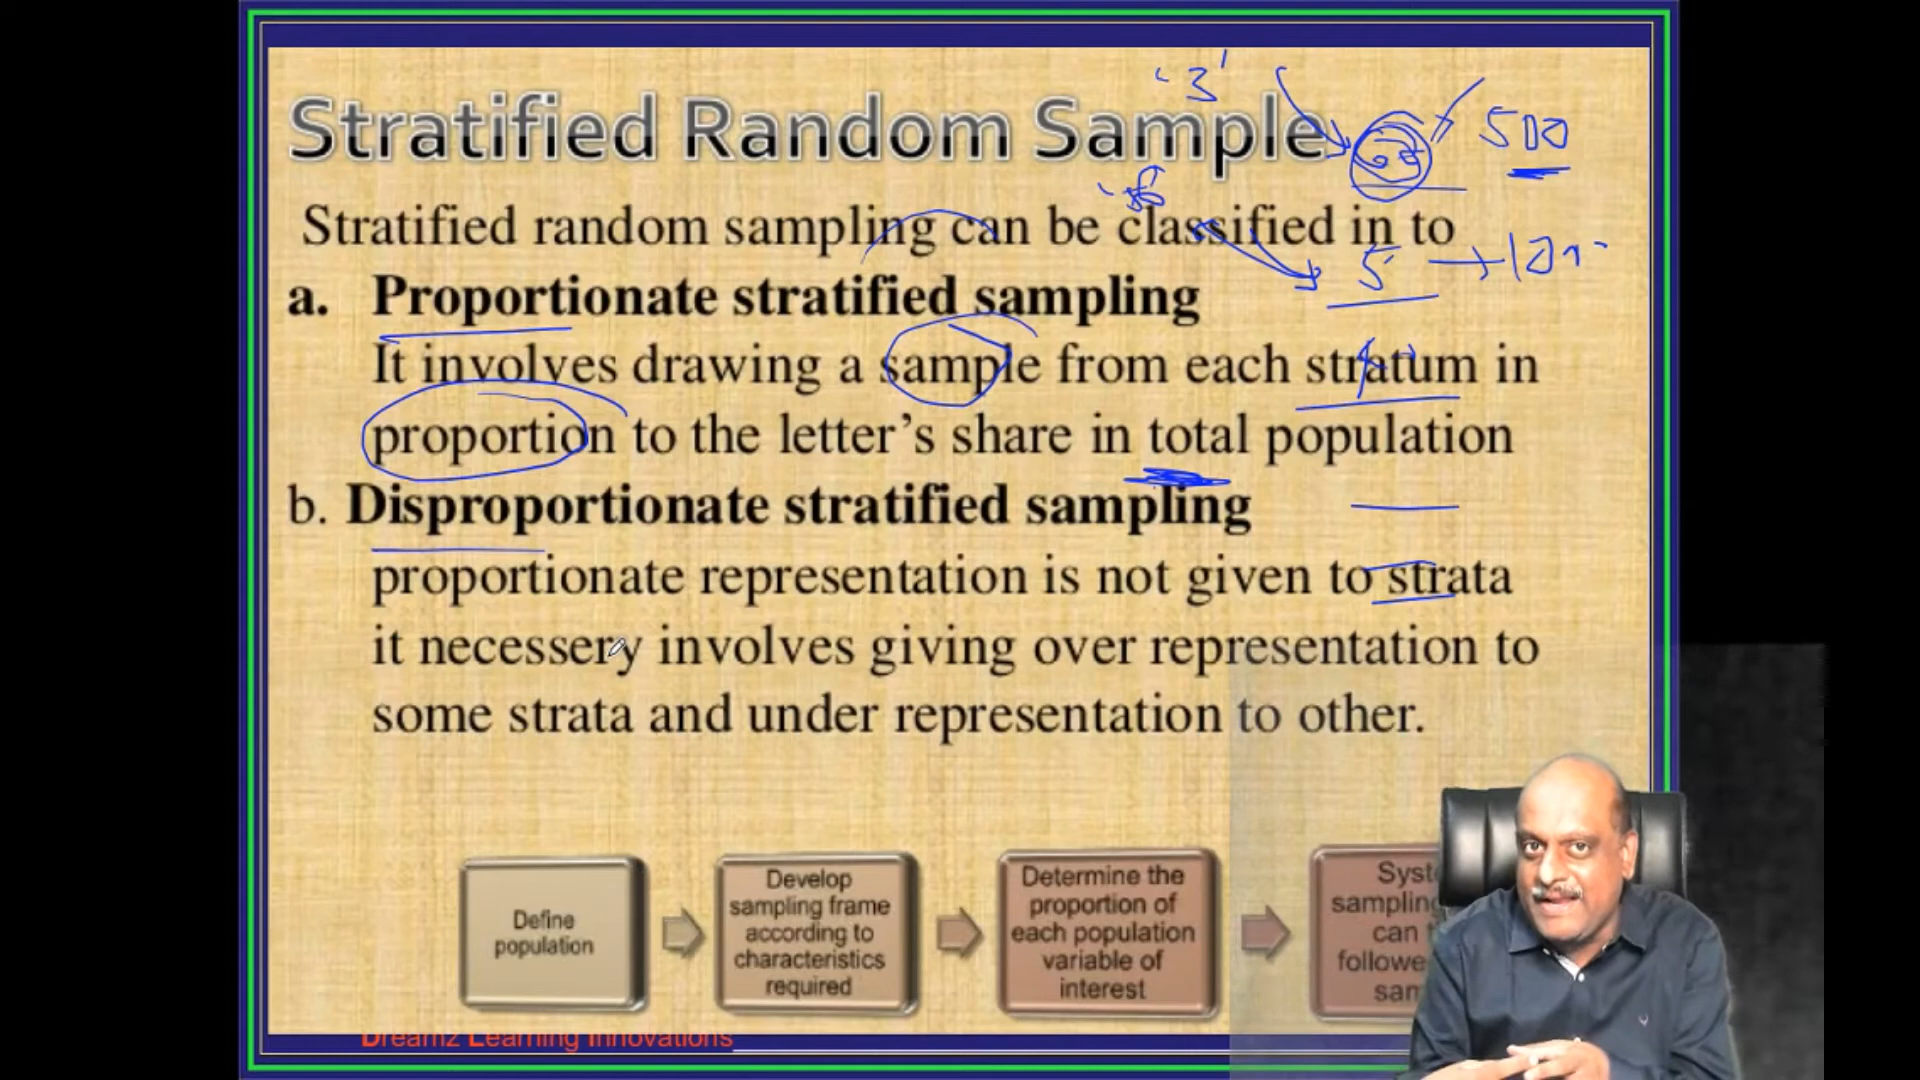 Stratified Random Sample
'3'
500
Stratified random sampling can be classified in to
5
a. Proportionate stratified sampling
It involves drawing a sample from each stratum in
proportion to the letter's share in total population
b. Disproportionate stratified sampling
proportionate representation is not given to strata
it necessery involves giving over representation to
some strata and under representation to other.
Define
population
Develop
sampling frame
according to
characteristics
required
Determine the
proportion of
each population
variable of
interest
sampling
can
Dreamz Learning Innovations